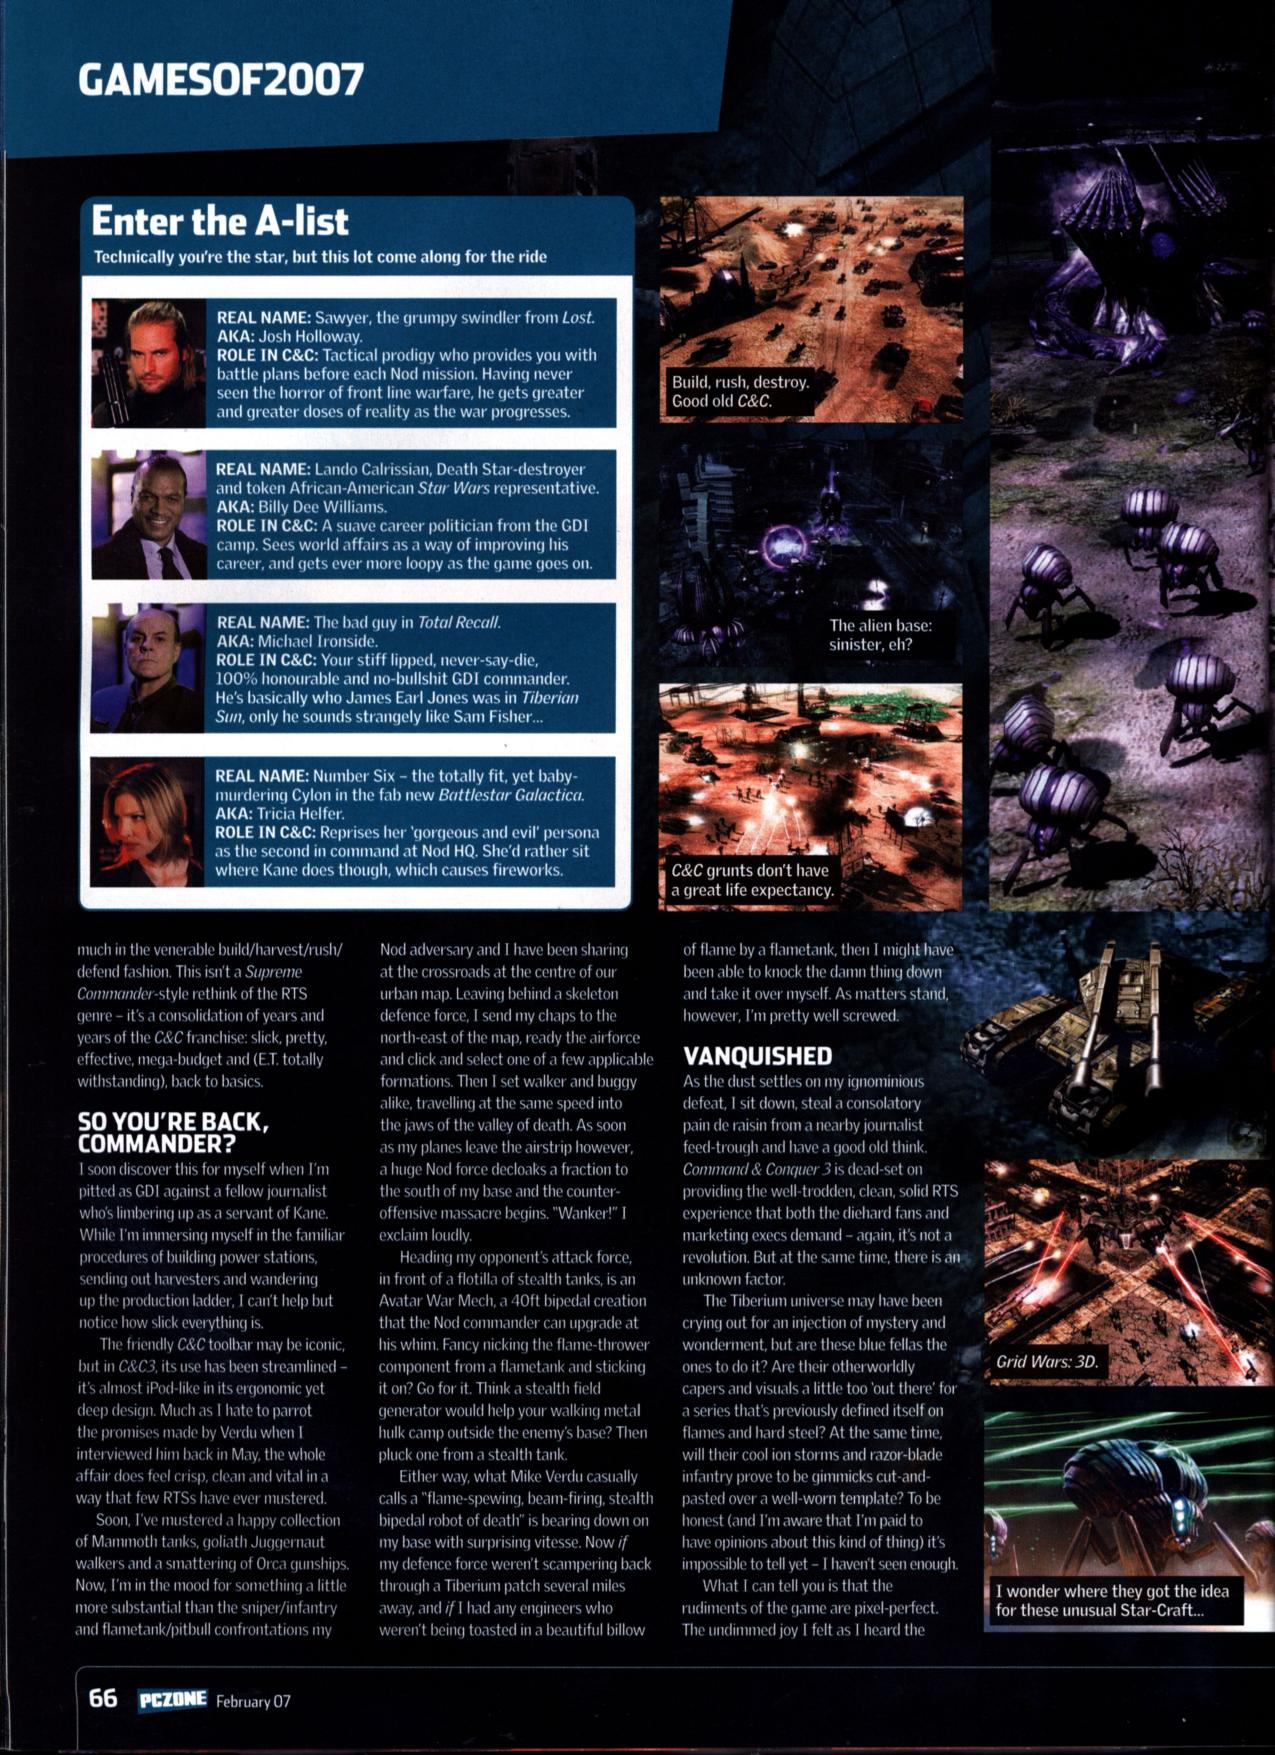 GAMESOF2007
Enter the A-list
Technically you're the star, but this lot come along for the ride
REAL NAME: Sawyer, the grumpy swindler from Lost.
AKA: Josh Holloway.
ROLE IN C&C: Tactical prodigy who provides you with
battle plans before each Nod mission. Having never
seen the horror of front line warfare, he gets greater
and greater doses of reality as the war progresses.
REAL NAME: Lando Calrissian, Death Star-destroyer
and token African-American Star Wars representative.
AKA: Billy Dee Williams.
ROLE IN C&C: A suave career politician from the GDI
camp. Sees world affairs as a way of improving his
career, and gets ever more loopy as the game goes on.
REAL NAME: The bad guy in Total Recall.
AKA: Michael Ironside.
ROLE IN C&C: Your stiff lipped, never-say-die,
100% honourable and no-bullshit GDI commander.
He's basically who James Earl Jones was in Tiberian
Sun, only he sounds strangely like Sam Fisher...
REAL NAME: Number Six – the totally fit, yet baby-
murdering Cylon in the fab new Battlestar Galactica.
AKA: Tricia Helfer.
ROLE IN C&C: Reprises her 'gorgeous and evil' persona
as the second in command at Nod HQ. She'd rather sit
where Kane does though, which causes fireworks.
Build, rush, destroy.
Good old C&C.
The alien base:
sinister, eh?
C&C grunts don't have
a great life expectancy.
much in the venerable build/harvest/rush/
defend fashion. This isn't a Supreme
Commander-style rethink of the RTS
genre – it's a consolidation of years and
years of the C&C franchise: slick, pretty,
effective, mega-budget and (E.T. totally
withstanding), back to basics.
SO YOU'RE BACK,
COMMANDER?
I soon discover this for myself when I'm
pitted as GDI against a fellow journalist
who's limbering up as a servant of Kane.
While I'm immersing myself in the familiar
procedures of building power stations,
sending out harvesters and wandering
up the production ladder, I can't help but
notice how slick everything is.
The friendly C&C toolbar may be iconic,
but in C&C3, its use has been streamlined –
it's almost iPod-like in its ergonomic yet
deep design. Much as I hate to parrot
the promises made by Verdu when I
interviewed him back in May, the whole
affair does feel crisp, clean and vital in a
way that few RTSs have ever mustered.
Soon, I've mustered a happy collection
of Mammoth tanks, goliath Juggernaut
walkers and a smattering of Orca gunships.
Now, I'm in the mood for something a little
more substantial than the sniper/infantry
and flametank/pitbull confrontations my
Nod adversary and I have been sharing
at the crossroads at the centre of our
urban map. Leaving behind a skeleton
defence force, I send my chaps to the
north-east of the map, ready the airforce
and click and select one of a few applicable
formations. Then I set walker and buggy
alike, travelling at the same speed into
the jaws of the valley of death. As soon
as my planes leave the airstrip however,
a huge Nod force decloaks a fraction to
the south of my base and the counter-
offensive massacre begins. "Wanker!" I
exclaim loudly.
Heading my opponent's attack force,
in front of a flotilla of stealth tanks, is an
Avatar War Mech, a 40ft bipedal creation
that the Nod commander can upgrade at
his whim. Fancy nicking the flame-thrower
component from a flametank and sticking
it on? Go for it. Think a stealth field
generator would help your walking metal
hulk camp outside the enemy's base? Then
pluck one from a stealth tank.
Either way, what Mike Verdu casually
calls a "flame-spewing, beam-firing, stealth
bipedal robot of death" is bearing down on
my base with surprising vitesse. Now if
my defence force weren't scampering back
through a Tiberium patch several miles
away, and if I had any engineers who
weren't being toasted in a beautiful billow
of flame by a flametank, then I might have
been able to knock the damn thing down
and take it over myself. As matters stand,
however, I'm pretty well screwed.
VANQUISHED
As the dust settles on my ignominious
defeat, I sit down, steal a consolatory
pain de raisin from a nearby journalist
feed-trough and have a good old think.
Command & Conquer 3 is dead-set on
providing the well-trodden, clean, solid RTS
experience that both the diehard fans and
marketing execs demand – again, it's not a
revolution. But at the same time, there is an
unknown factor.
The Tiberium universe may have been
crying out for an injection of mystery and
wonderment, but are these blue fellas the
ones to do it? Are their otherworldly
capers and visuals a little too 'out there' for
a series that's previously defined itself on
flames and hard steel? At the same time,
will their cool ion storms and razor-blade
infantry prove to be gimmicks cut-and-
pasted over a well-worn template? To be
honest (and I'm aware that I'm paid to
have opinions about this kind of thing) it's
impossible to tell yet – I haven't seen enough.
What I can tell you is that the
rudiments of the game are pixel-perfect.
The undimmed joy I felt as I heard the
Grid Wars: 3D.
I wonder where they got the idea
for these unusual Star-Craft...
66 PCZONE February 07